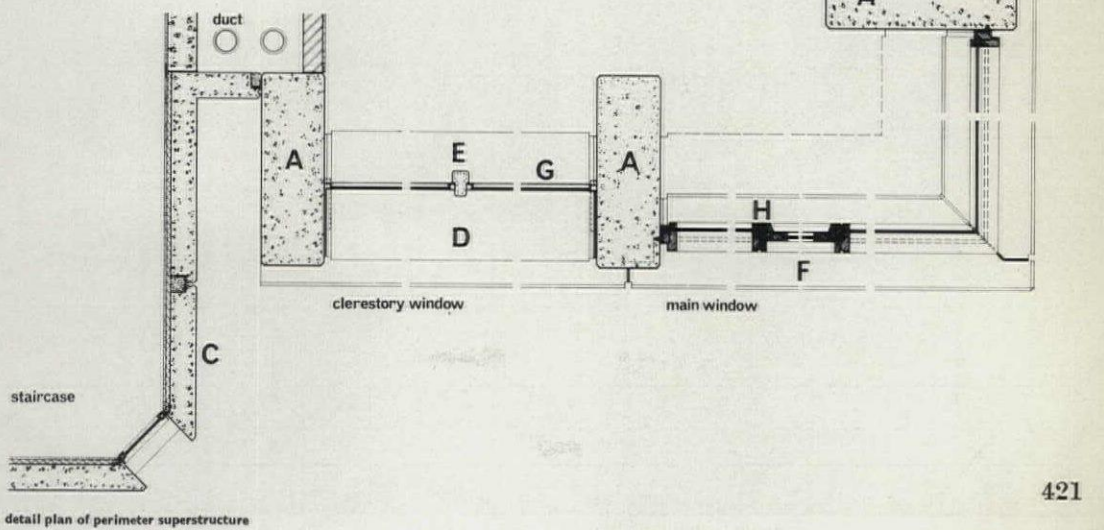 duct
A
A
A
E
G
D
H
F
clerestory window
main window
C
staircase
421
detail plan of perimeter superstructure